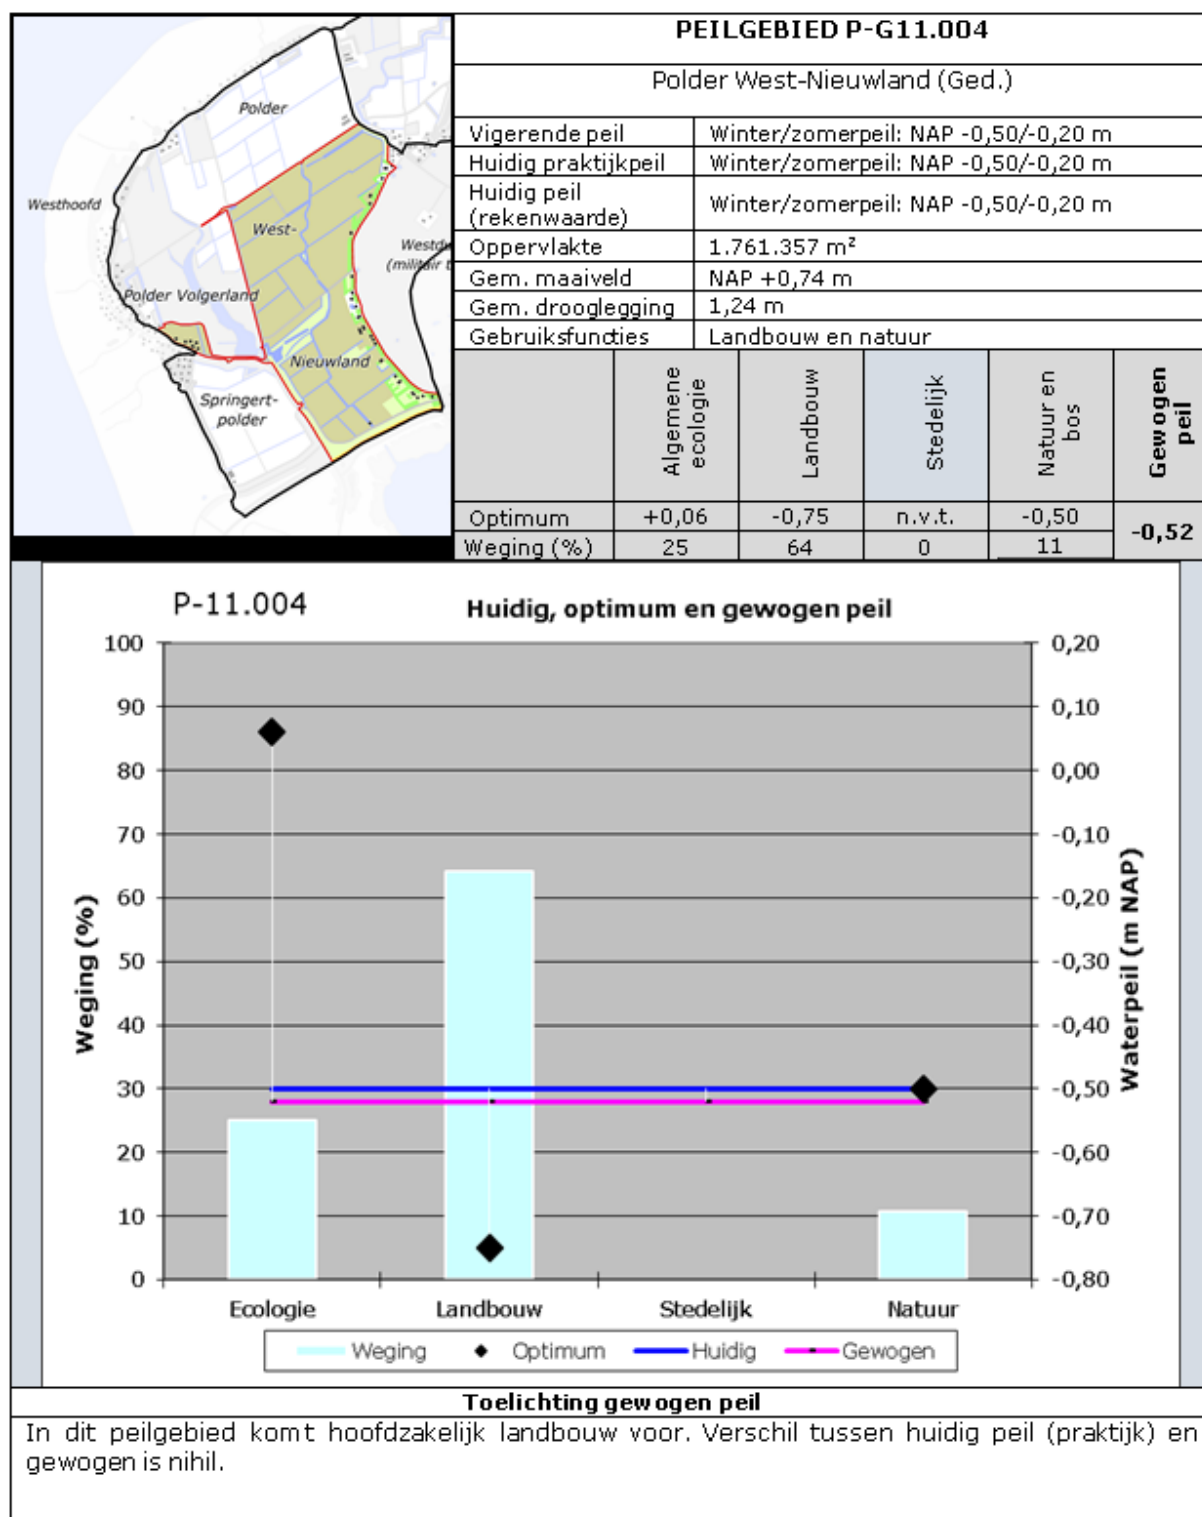 Polder
Westhoofd
West-
Westdu
(militair t
Polder Volgerland
Nieuwland
Springert-
polder
PEILGEBIED P-G11.004
Polder West-Nieuwland (Ged.)
Vigerende peil Winter/zomerpeil: NAP -0,50/-0,20 m
Huidig praktijkpeil Winter/zomerpeil: NAP -0,50/-0,20 m
Huidig peil
(rekenwaarde) Winter/zomerpeil: NAP -0,50/-0,20 m
Oppervlakte 1.761.357 m²
Gem. maaiveld NAP +0,74 m
Gem. drooglegging 1,24 m
Gebruiksfuncties Landbouw en natuur
Algemene
ecologie
Landbouw
Stedelijk
Natuur en
bos
Gewogen
peil
Optimum +0,06 -0,75 n.v.t. -0,50 -0,52
Weging (%) 25 64 0 11
P-11.004
Huidig, optimum en gewogen peil
Weging (%)
100
90
80
70
60
50
40
30
20
10
0
0,20
0,10
0,00
-0,10
-0,20
-0,30
-0,40
-0,50
-0,60
-0,70
-0,80
Waterpeil (m NAP)
Ecologie Landbouw Stedelijk Natuur
Weging Optimum Huidig Gewogen
Toelichting gewogen peil
In dit peilgebied komt hoofdzakelijk landbouw voor. Verschil tussen huidig peil (praktijk) en
gewogen is nihil.